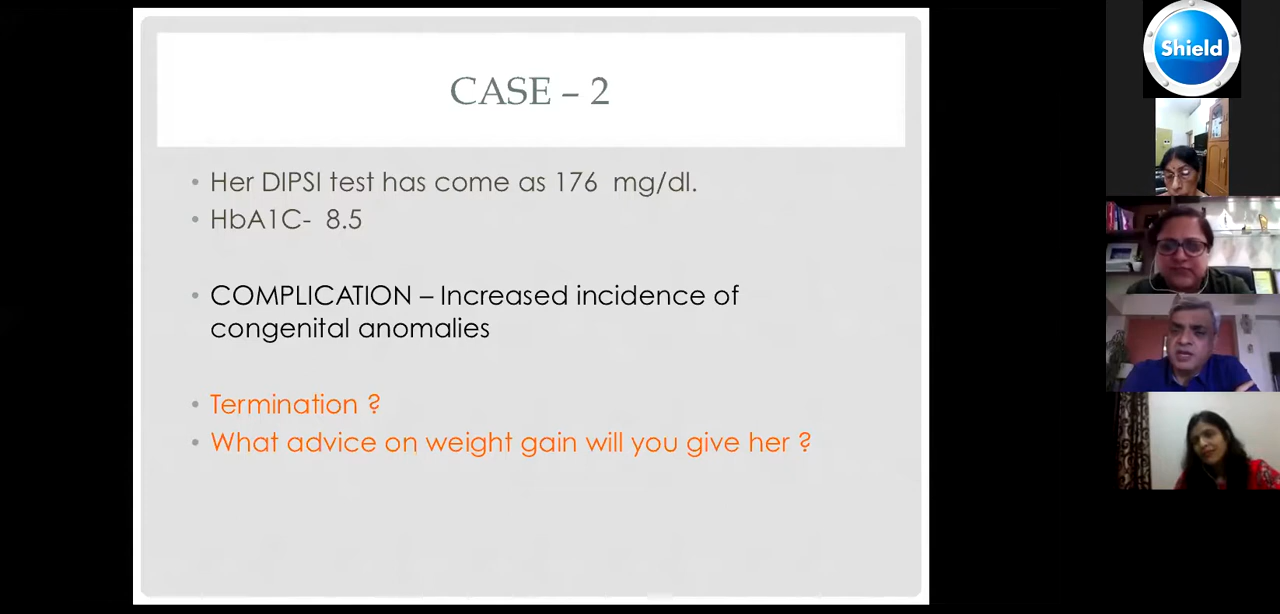 CASE – 2
• Her DIPSI test has come as 176 mg/dl.
• HbA1C- 8.5
• COMPLICATION – Increased incidence of
congenital anomalies
• Termination ?
• What advice on weight gain will you give her ?
Shield